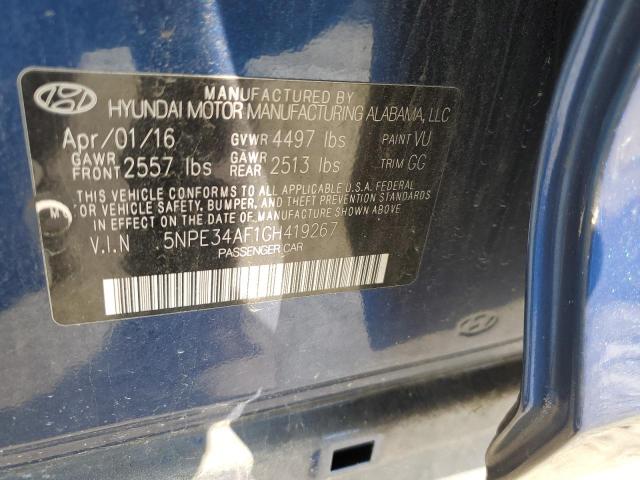 MANUFACTURED BY
HYUNDAI MOTOR MANUFACTURING ALABAMA, LLC
Apr/01/16 GVWR 4497 lbs PAINT VU
GAWR FRONT 2557 lbs GAWR REAR 2513 lbs TRIM GG
THIS VEHICLE CONFORMS TO ALL APPLICABLE U.S.A. FEDERAL
MOTOR VEHICLE SAFETY, BUMPER, AND THEFT PREVENTION STANDARDS
IN EFFECT ON THE DATE OF MANUFACTURE SHOWN ABOVE.
V.I.N 5NPE34AF1GH419267
PASSENGER CAR